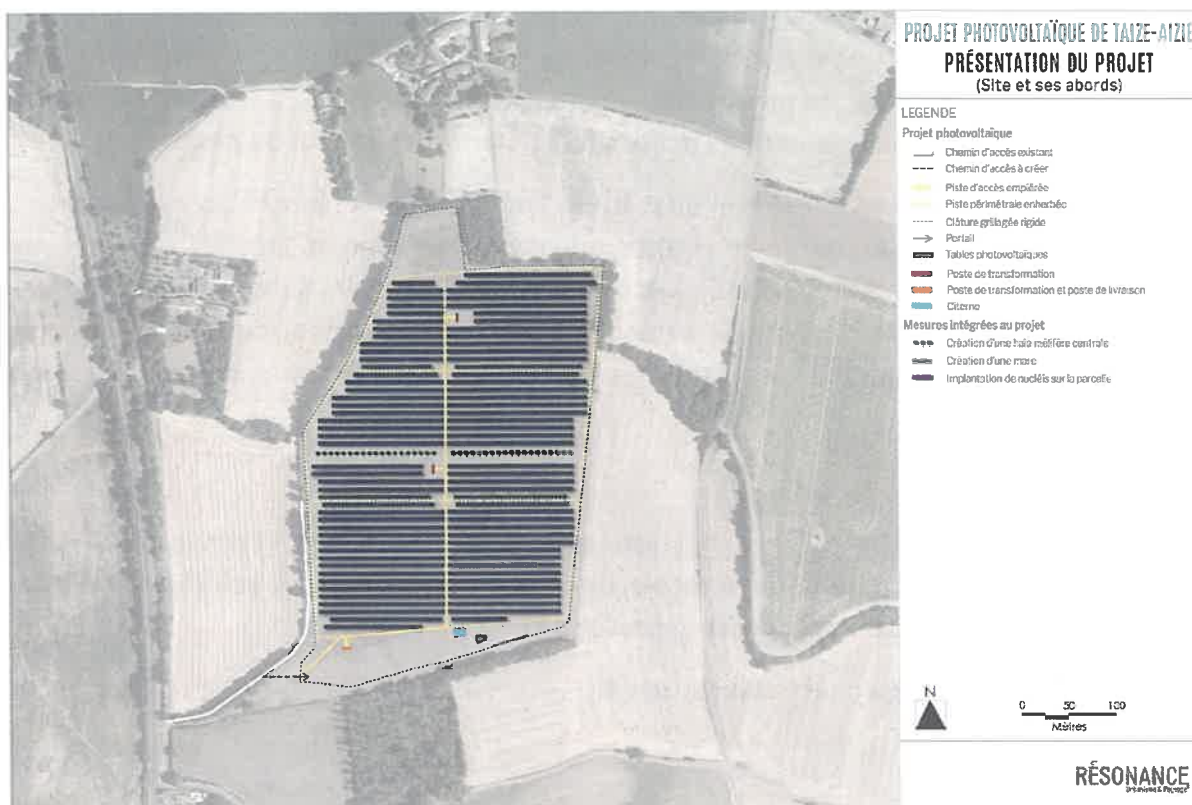 PROJET PHOTOVOLTAÏQUE DE TAIZE-AIZIE
PRÉSENTATION DU PROJET
(Site et ses abords)
LEGENDE
Projet photovoltaïque
Chemin d'accès existant
Chemin d'accès à créer
Piste d'accès empierrée
Piste périmétrale enherbée
Clôture grillagée rigide
Portail
Tables photovoltaïques
Poste de transformation
Poste de transformation et poste de livraison
Citerne
Mesures intégrées au projet
Création d'une haie mellifère centrale
Création d'une mare
Implantation de nucléis sur la parcelle
N
0 50 100
Mètres
RÉSONANCE
Urbanisme & Paysage